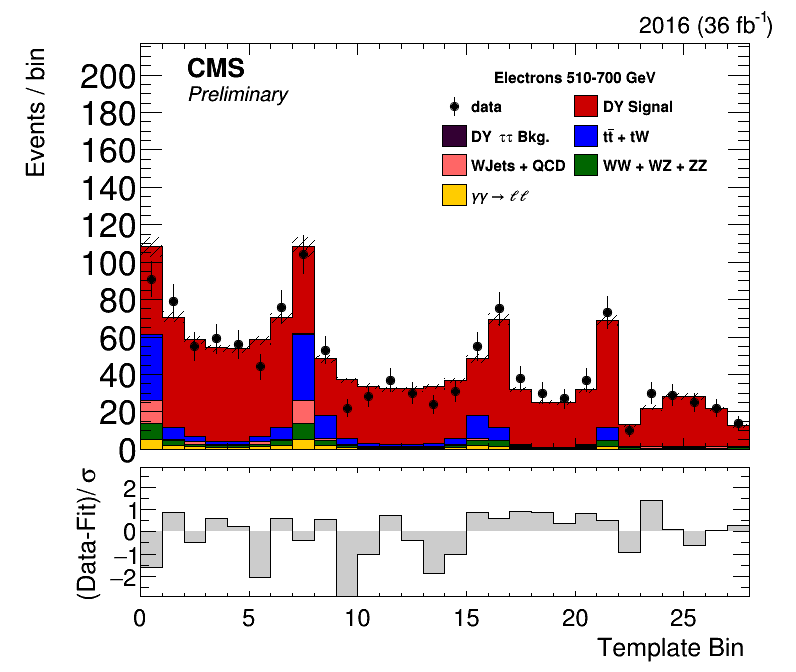 2016 (36 fb-1)
CMS
Preliminary
Electrons 510-700 GeV
data
DY Signal
DY ττ Bkg.
tt̄ + tW
WJets + QCD
WW + WZ + ZZ
γγ → ℓℓ
Events / bin
200
180
160
140
120
100
80
60
40
20
0
(Data-Fit)/ σ
2
1
0
−1
−2
0 5 10 15 20 25
Template Bin